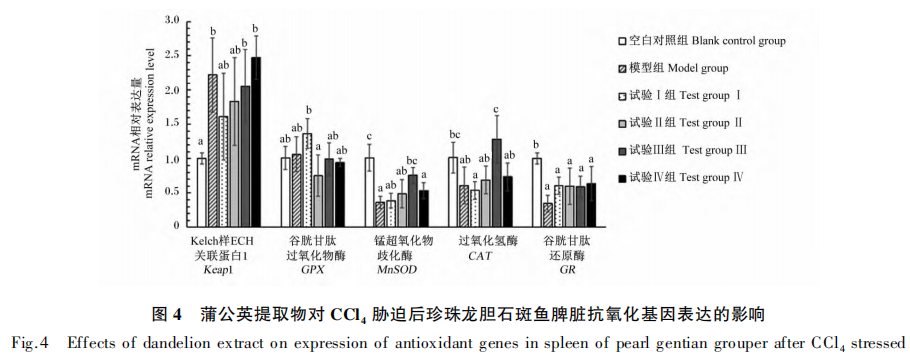 mRNA相对表达量
mRNA relative expression level
3.0
2.5
2.0
1.5
1.0
0.5
0
a
b
ab
ab
b
b
ab
ab
b
a
ab
ab
c
a
ab
ab
bc
a
bc
ab
a
ab
c
ab
b
a
a
a
a
a
Kelch样ECH
关联蛋白1
Keap1
谷胱甘肽
过氧化物酶
GPX
锰超氧化物
歧化酶
MnSOD
过氧化氢酶
CAT
谷胱甘肽
还原酶
GR
空白对照组 Blank control group
模型组 Model group
试验Ⅰ组 Test group Ⅰ
试验Ⅱ组 Test group Ⅱ
试验Ⅲ组 Test group Ⅲ
试验Ⅳ组 Test group Ⅳ
图 4 蒲公英提取物对 CCl4 胁迫后珍珠龙胆石斑鱼脾脏抗氧化基因表达的影响
Fig.4 Effects of dandelion extract on expression of antioxidant genes in spleen of pearl gentian grouper after CCl4 stressed